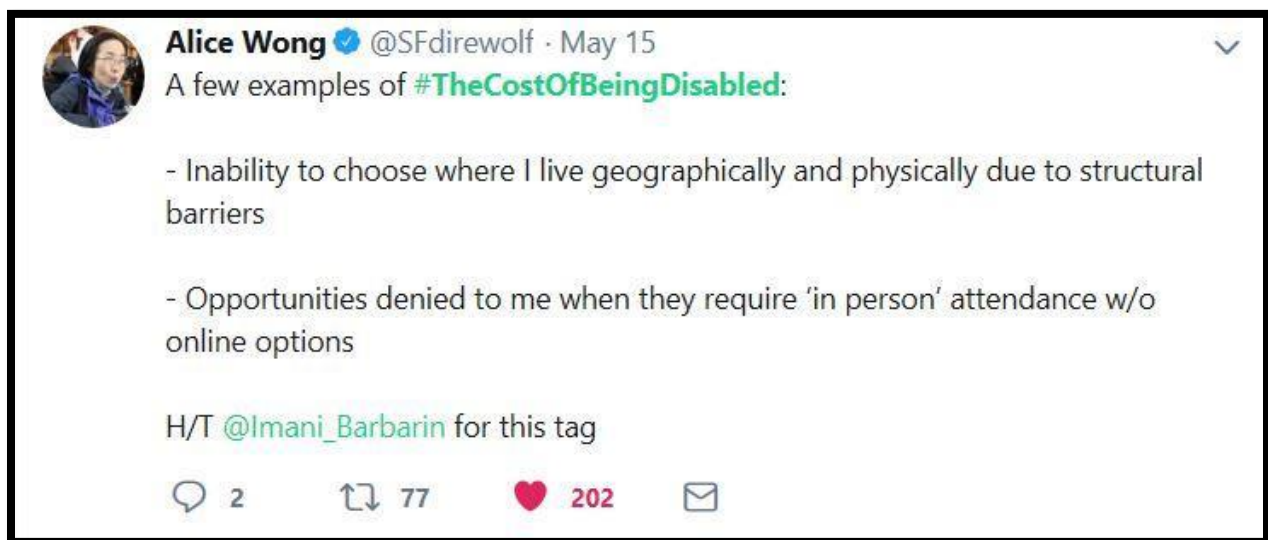 Alice Wong @SFdirewolf · May 15
A few examples of #TheCostOfBeingDisabled:
- Inability to choose where I live geographically and physically due to structural
barriers
- Opportunities denied to me when they require ‘in person’ attendance w/o
online options
H/T @Imani_Barbarin for this tag
2 77 202